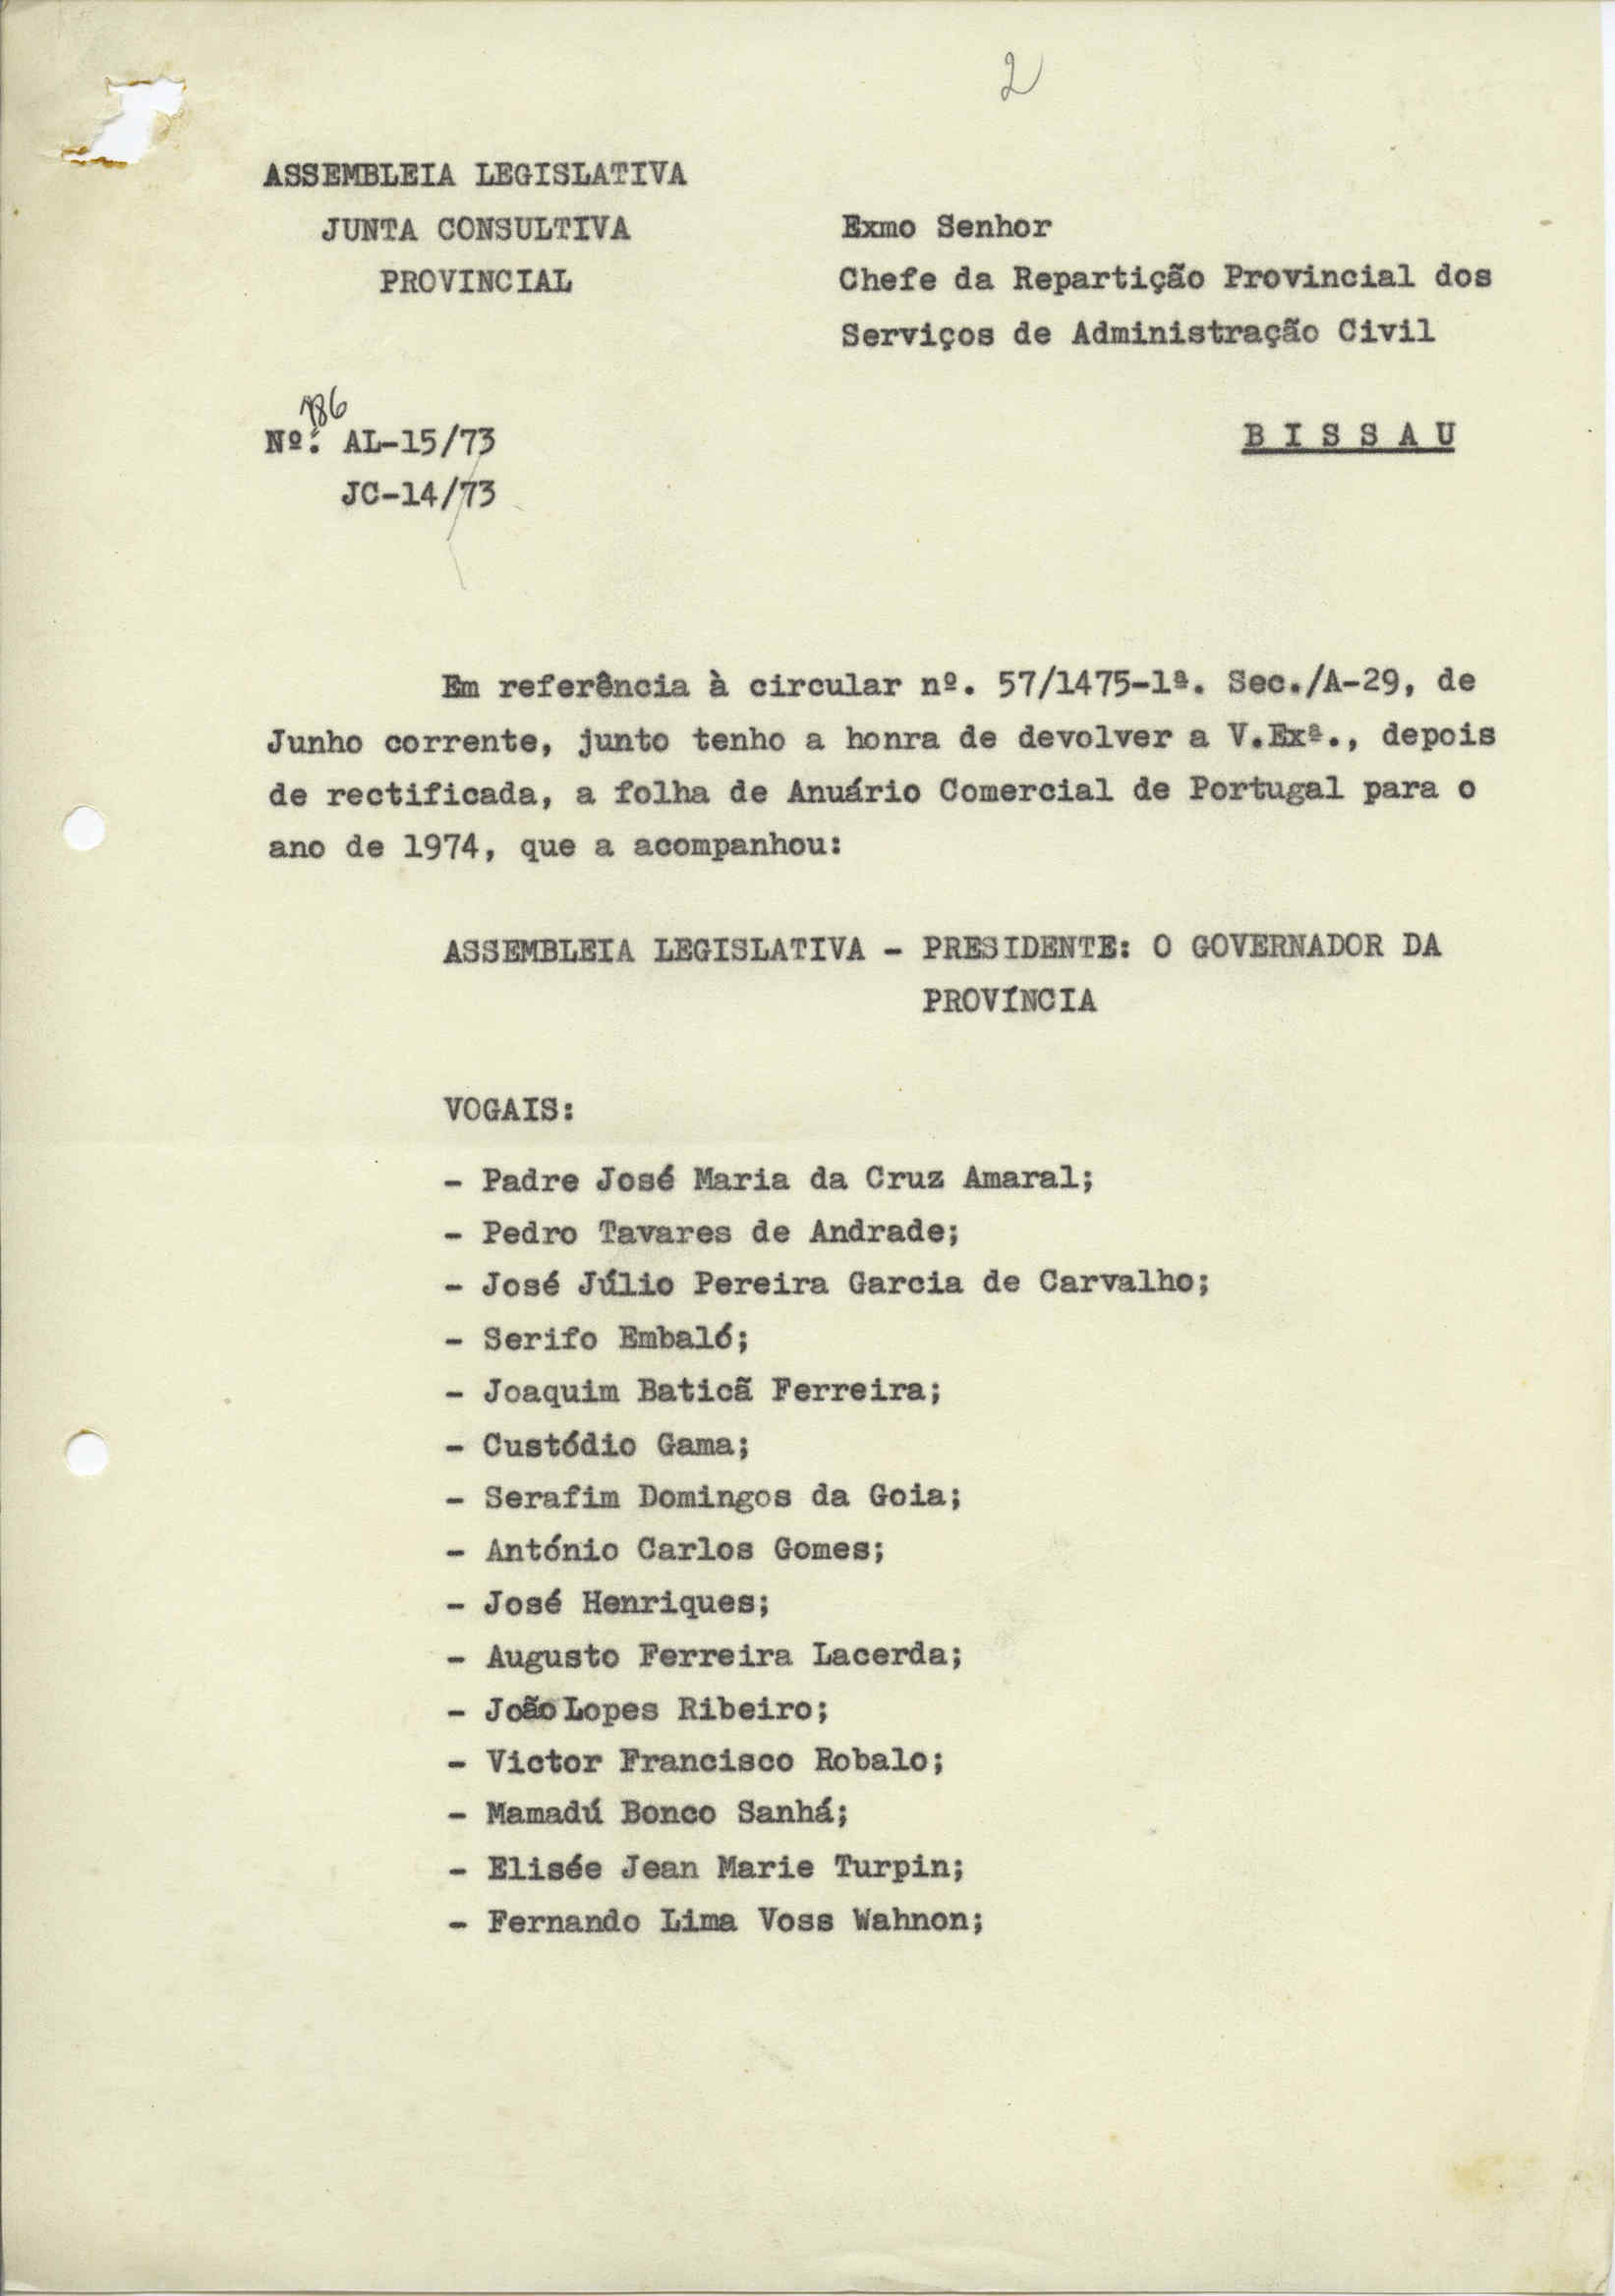 2
ASSEMBLEIA LEGISLATIVA
JUNTA CONSULTIVA
PROVINCIAL
Exmo Senhor
Chefe da Repartição Provincial dos
Serviços de Administração Civil
186
Nº. AL-15/73
JC-14/73
B I S S A U
Em referência à circular nº. 57/1475-1ª. Sec./A-29, de
Junho corrente, junto tenho a honra de devolver a V.Exª., depois
de rectificada, a folha de Anuário Comercial de Portugal para o
ano de 1974, que a acompanhou:
ASSEMBLEIA LEGISLATIVA - PRESIDENTE: O GOVERNADOR DA
PROVÍNCIA
VOGAIS:
- Padre José Maria da Cruz Amaral;
- Pedro Tavares de Andrade;
- José Júlio Pereira Garcia de Carvalho;
- Serifo Embaló;
- Joaquim Baticã Ferreira;
- Custódio Gama;
- Serafim Domingos da Goia;
- António Carlos Gomes;
- José Henriques;
- Augusto Ferreira Lacerda;
- João Lopes Ribeiro;
- Victor Francisco Robalo;
- Mamadú Bonco Sanhá;
- Elisée Jean Marie Turpin;
- Fernando Lima Voss Wahnon;